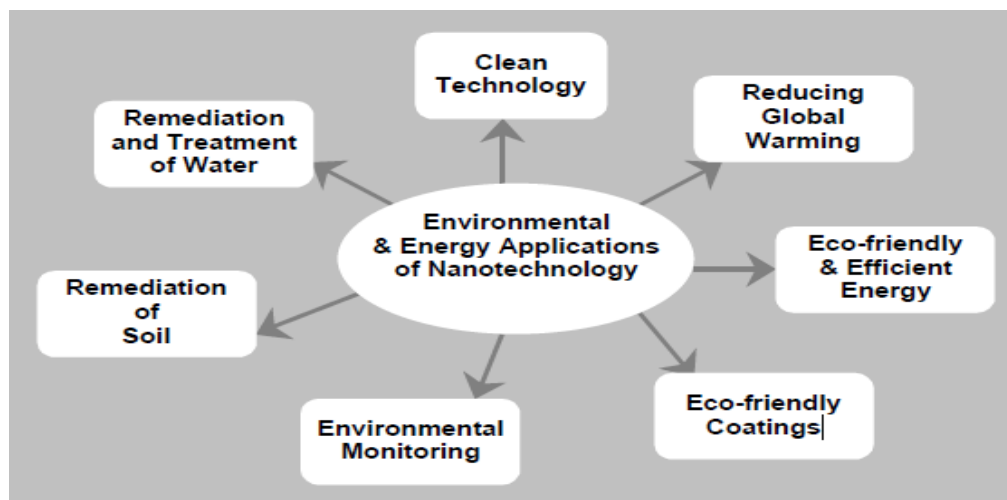 Clean
Technology
Reducing
Global
Warming
Remediation
and Treatment
of Water
Environmental
& Energy Applications
of Nanotechnology
Eco-friendly
& Efficient
Energy
Remediation
of
Soil
Eco-friendly
Coatings
Environmental
Monitoring